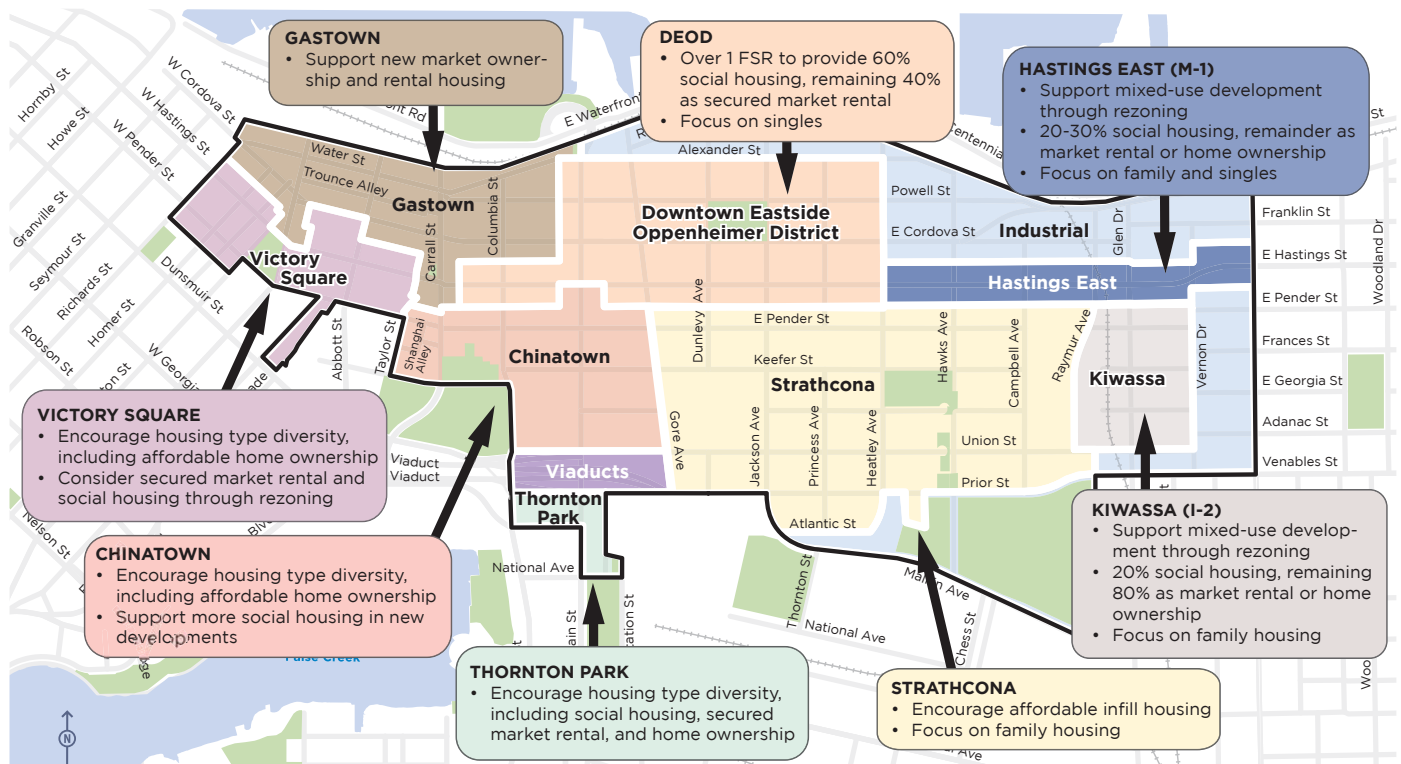 GASTOWN
• Support new market owner-
ship and rental housing
DEOD
• Over 1 FSR to provide 60%
social housing, remaining 40%
as secured market rental
• Focus on singles
HASTINGS EAST (M-1)
• Support mixed-use development
through rezoning
• 20-30% social housing, remainder as
market rental or home ownership
• Focus on family and singles
Hornby St
Howe St
W Cordova St
W Hastings St
W Pender St
Granville St
Seymour St
Richards St
Homer St
Robson St
Dunsmuir St
W Georgia
Nelson St
Water St
Trounce Alley
Gastown
Carrall St
Columbia St
E Waterfront
Alexander St
Centennial
Powell St
E Cordova St
Industrial
Glen Dr
Franklin St
E Hastings St
E Pender St
Frances St
E Georgia St
Adanac St
Venables St
Woodland Dr
Downtown Eastside
Oppenheimer District
Hastings East
Victory
Square
Abbott St
Taylor St
Shanghai
Alley
Chinatown
Dunlevy Ave
E Pender St
Keefer St
Strathcona
Hawks Ave
Campbell Ave
Raymur Ave
Kiwassa
Vernon Dr
Gore Ave
Jackson Ave
Princess Ave
Heatley Ave
Union St
Prior St
Viaduct
Viaduct
Viaducts
Thornton
Park
Atlantic St
National Ave
Thornton St
National Ave
Malkin Ave
Chess St
VICTORY SQUARE
• Encourage housing type diversity,
including affordable home ownership
• Consider secured market rental and
social housing through rezoning
CHINATOWN
• Encourage housing type diversity,
including affordable home ownership
• Support more social housing in new
developments
THORNTON PARK
• Encourage housing type diversity,
including social housing, secured
market rental, and home ownership
STRATHCONA
• Encourage affordable infill housing
• Focus on family housing
KIWASSA (I-2)
• Support mixed-use develop-
ment through rezoning
• 20% social housing, remaining
80% as market rental or home
ownership
• Focus on family housing
False Creek
N